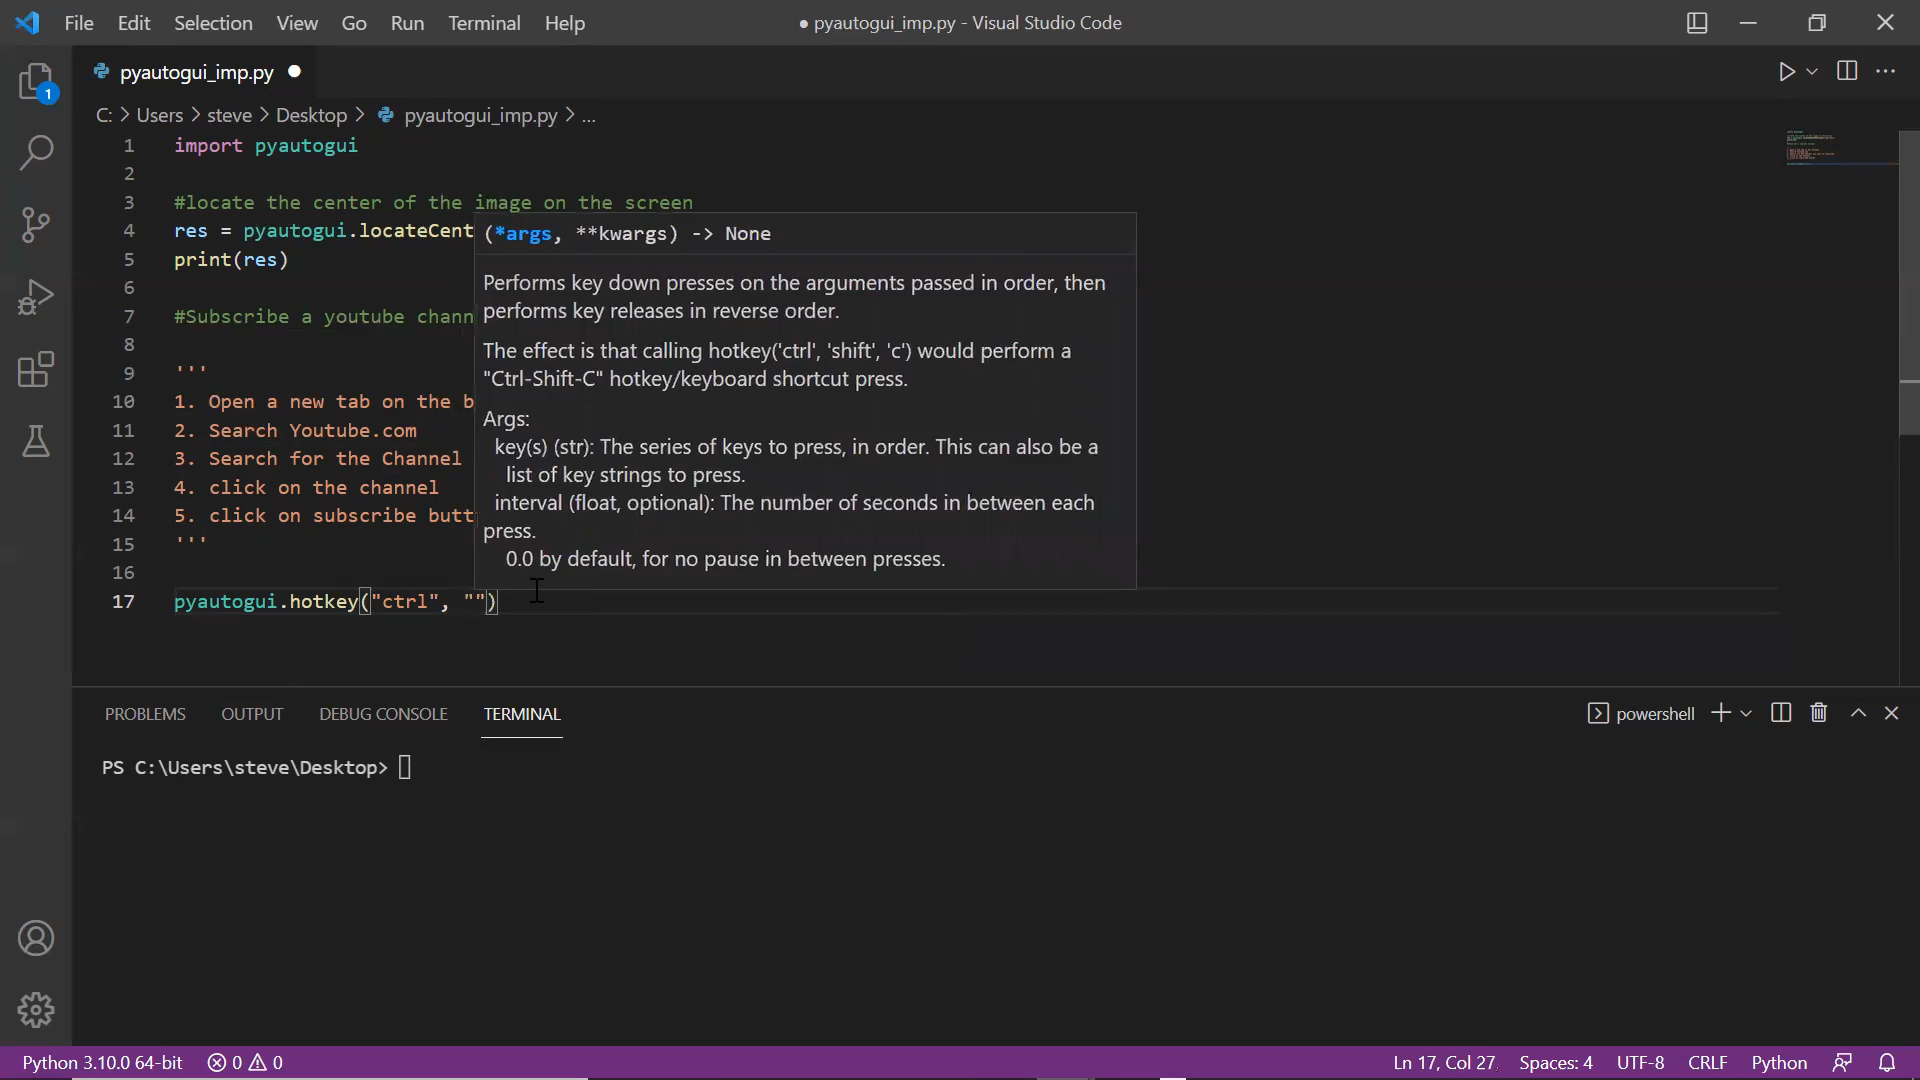 File Edit Selection View Go Run Terminal Help
● pyautogui_imp.py - Visual Studio Code
pyautogui_imp.py ●
1
C: > Users > steve > Desktop > pyautogui_imp.py > ...
1 import pyautogui
2
3 #locate the center of the image on the screen
4 res = pyautogui.locateCent
5 print(res)
6
7 #Subscribe a youtube chann
8
9 '''
10 1. Open a new tab on the b
11 2. Search Youtube.com
12 3. Search for the Channel
13 4. click on the channel
14 5. click on subscribe butt
15 '''
16
17 pyautogui.hotkey("ctrl", "")
(*args, **kwargs) -> None
Performs key down presses on the arguments passed in order, then
performs key releases in reverse order.
The effect is that calling hotkey('ctrl', 'shift', 'c') would perform a
"Ctrl-Shift-C" hotkey/keyboard shortcut press.
Args:
key(s) (str): The series of keys to press, in order. This can also be a
list of key strings to press.
interval (float, optional): The number of seconds in between each
press.
0.0 by default, for no pause in between presses.
PROBLEMS OUTPUT DEBUG CONSOLE TERMINAL
powershell
PS C:\Users\steve\Desktop>
Python 3.10.0 64-bit 0 0
Ln 17, Col 27 Spaces: 4 UTF-8 CRLF Python